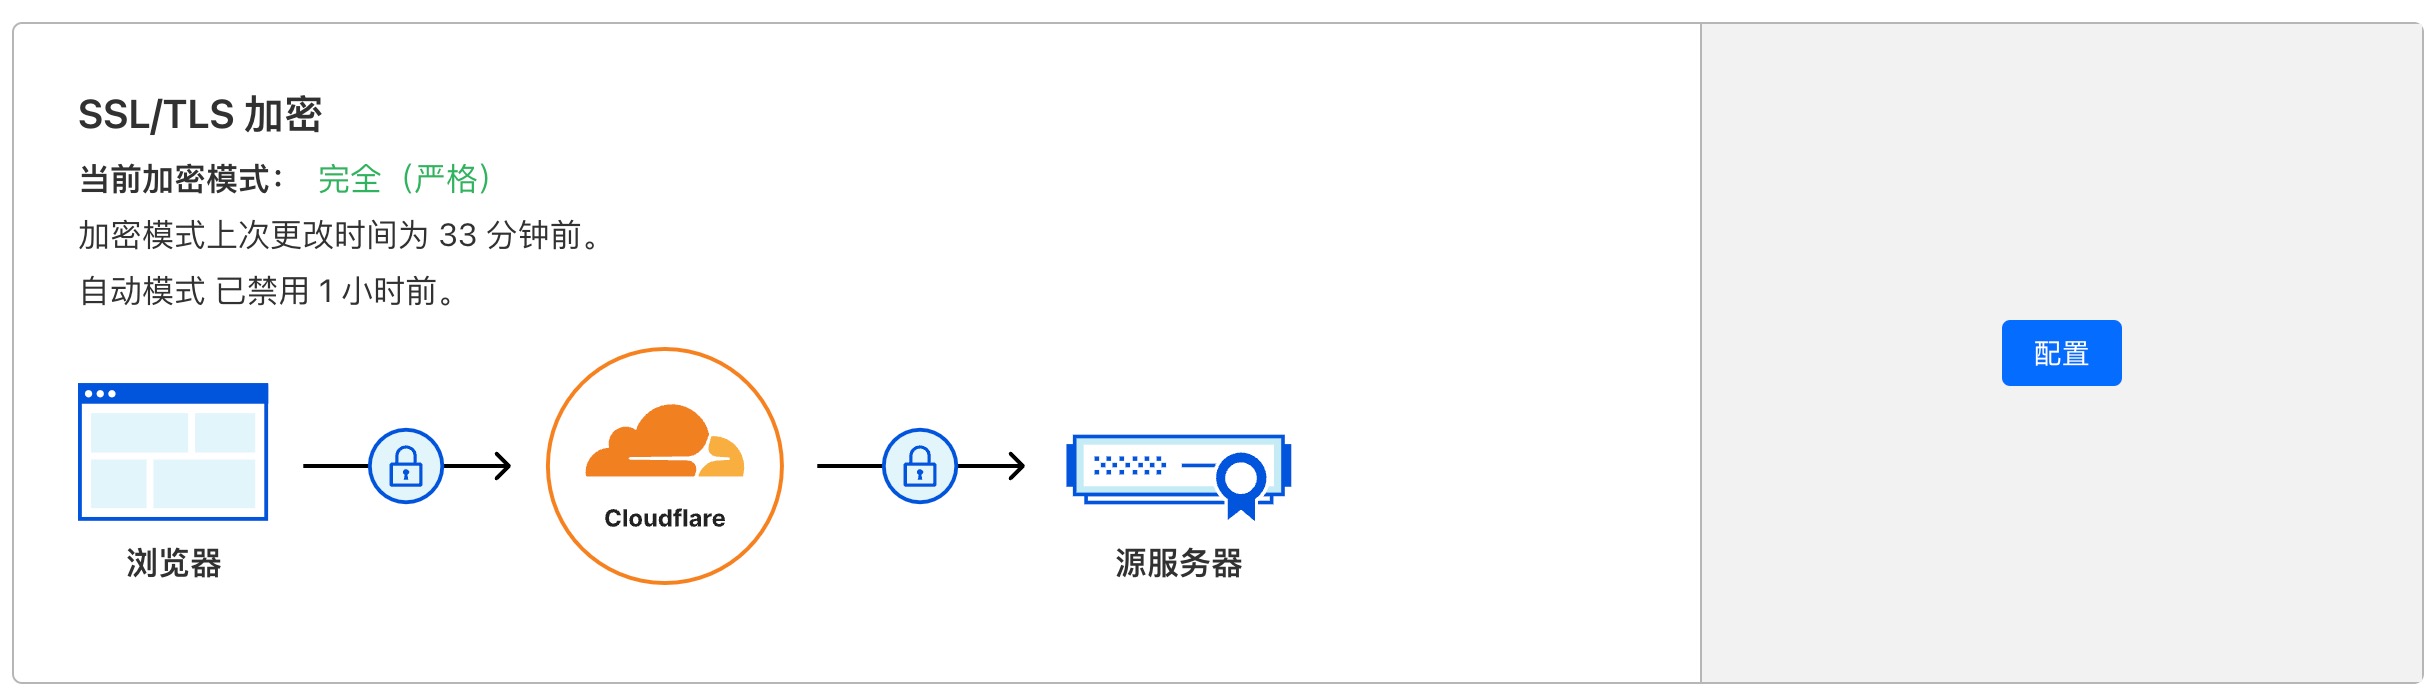 SSL/TLS 加密
当前加密模式： 完全（严格）
加密模式上次更改时间为 33 分钟前。
自动模式 已禁用 1 小时前。
配置
Cloudflare
浏览器
源服务器